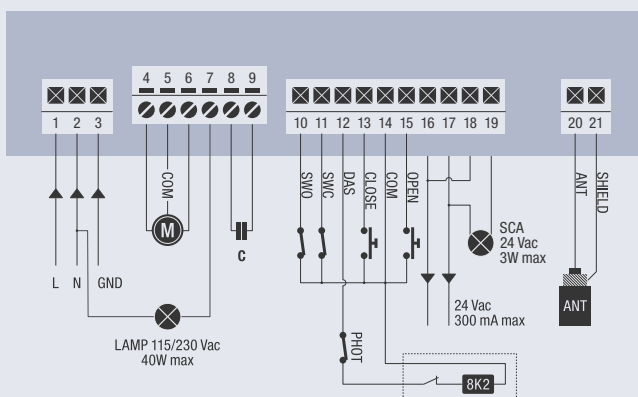 4 5 6 7 8 9
1 2 3
10 11 12 13 14 15 16 17 18 19
20 21
COM
SWO
SWC
DAS
CLOSE
COM
OPEN
ANT
SHIELD
M
C
SCA
24 Vac
3W max
L N GND
24 Vac
300 mA max
ANT
LAMP 115/230 Vac
40W max
PHOT
8K2